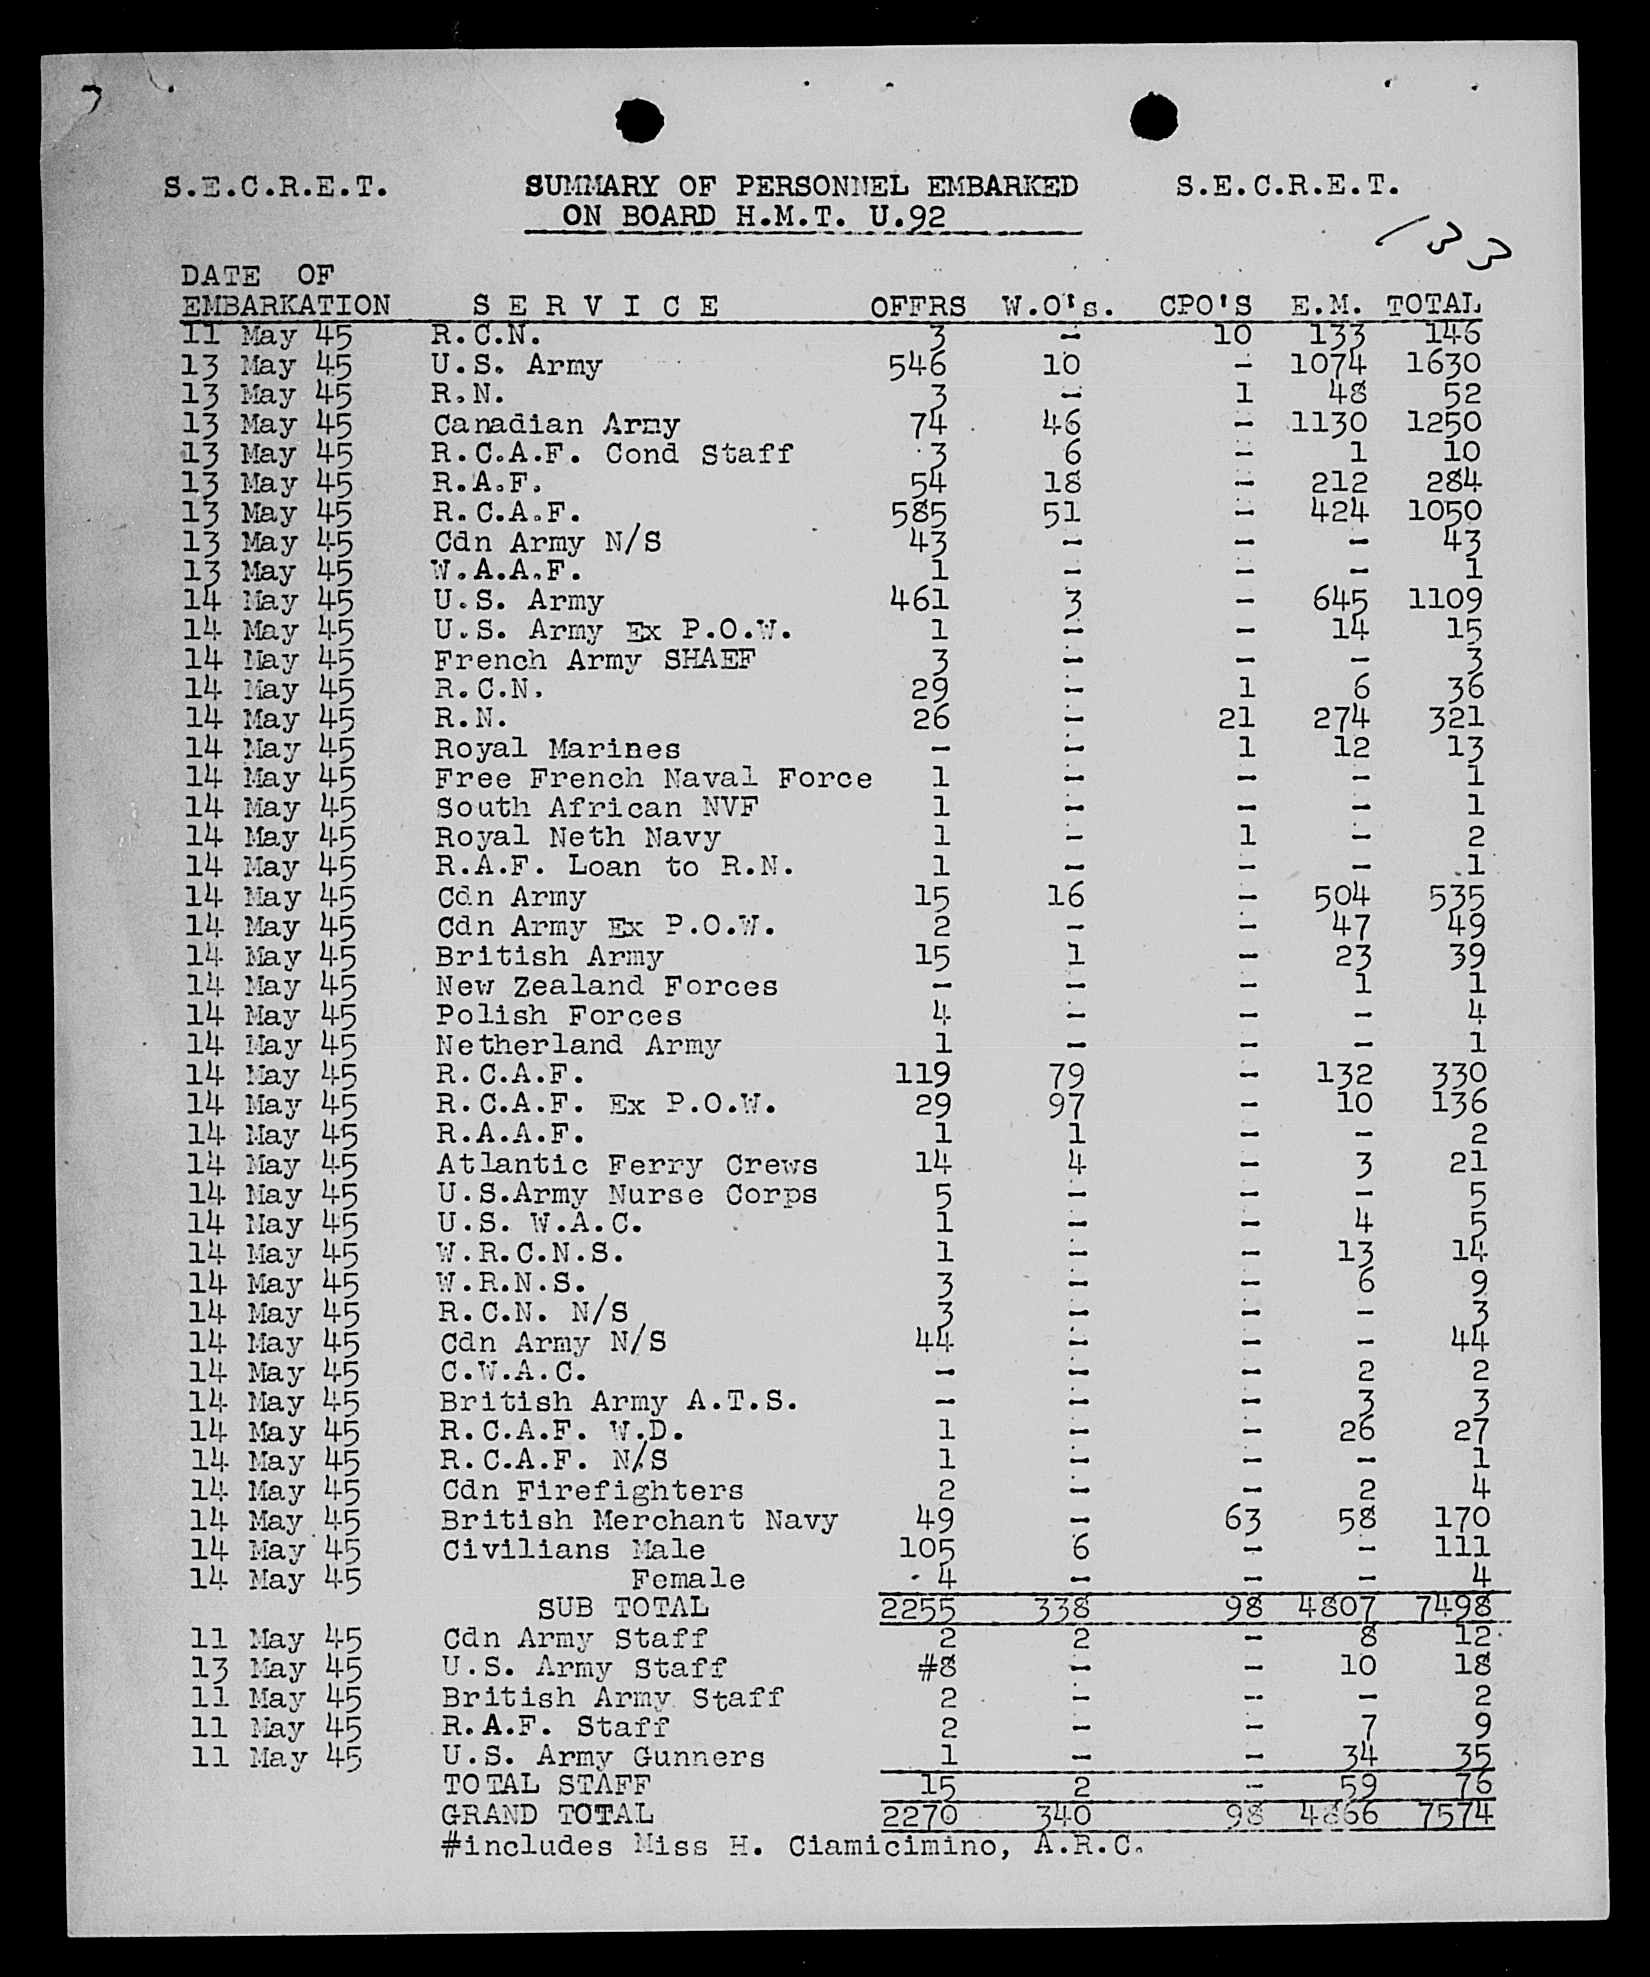 S.E.C.R.E.T. SUMMARY OF PERSONNEL EMBARKED S.E.C.R.E.T.
ON BOARD H.M.T. U.92
133
DATE OF
EMBARKATION S E R V I C E OFFRS W.O's. CPO'S E.M. TOTAL
11 May 45 R.C.N. 3 - 10 133 146
13 May 45 U.S. Army 546 10 - 1074 1630
13 May 45 R.N. 3 - 1 48 52
13 May 45 Canadian Army 74 46 - 1130 1250
13 May 45 R.C.A.F. Cond Staff 3 6 - 1 10
13 May 45 R.A.F. 54 18 - 212 284
13 May 45 R.C.A.F. 585 51 - 424 1050
13 May 45 Cdn Army N/S 43 - - - 43
13 May 45 W.A.A.F. 1 - - - 1
14 May 45 U.S. Army 461 3 - 645 1109
14 May 45 U.S. Army Ex P.O.W. 1 - - 14 15
14 May 45 French Army SHAEF 3 - - - 3
14 May 45 R.C.N. 29 - 1 6 36
14 May 45 R.N. 26 - 21 274 321
14 May 45 Royal Marines - - 1 12 13
14 May 45 Free French Naval Force 1 - - - 1
14 May 45 South African NVF 1 - - - 1
14 May 45 Royal Neth Navy 1 - 1 - 2
14 May 45 R.A.F. Loan to R.N. 1 - - - 1
14 May 45 Cdn Army 15 16 - 504 535
14 May 45 Cdn Army Ex P.O.W. 2 - - 47 49
14 May 45 British Army 15 1 - 23 39
14 May 45 New Zealand Forces - - - 1 1
14 May 45 Polish Forces 4 - - - 4
14 May 45 Netherland Army 1 - - - 1
14 May 45 R.C.A.F. 119 79 - 132 330
14 May 45 R.C.A.F. Ex P.O.W. 29 97 - 10 136
14 May 45 R.A.A.F. 1 1 - - 2
14 May 45 Atlantic Ferry Crews 14 4 - 3 21
14 May 45 U.S.Army Nurse Corps 5 - - - 5
14 May 45 U.S. W.A.C. 1 - - 4 5
14 May 45 W.R.C.N.S. 1 - - 13 14
14 May 45 W.R.N.S. 3 - - 6 9
14 May 45 R.C.N. N/S 3 - - - 3
14 May 45 Cdn Army N/S 44 - - - 44
14 May 45 C.W.A.C. - - - 2 2
14 May 45 British Army A.T.S. - - - 3 3
14 May 45 R.C.A.F. W.D. 1 - - 26 27
14 May 45 R.C.A.F. N/S 1 - - - 1
14 May 45 Cdn Firefighters 2 - - 2 4
14 May 45 British Merchant Navy 49 - 63 58 170
14 May 45 Civilians Male 105 6 - - 111
14 May 45 Female 4 - - - 4
SUB TOTAL 2255 338 98 4807 7498
11 May 45 Cdn Army Staff 2 2 - 8 12
13 May 45 U.S. Army Staff #8 - - 10 18
11 May 45 British Army Staff 2 - - - 2
11 May 45 R.A.F. Staff 2 - - 7 9
11 May 45 U.S. Army Gunners 1 - - 34 35
TOTAL STAFF 15 2 - 59 76
GRAND TOTAL 2270 340 98 4866 7574
#includes Miss H. Ciamicimino, A.R.C.